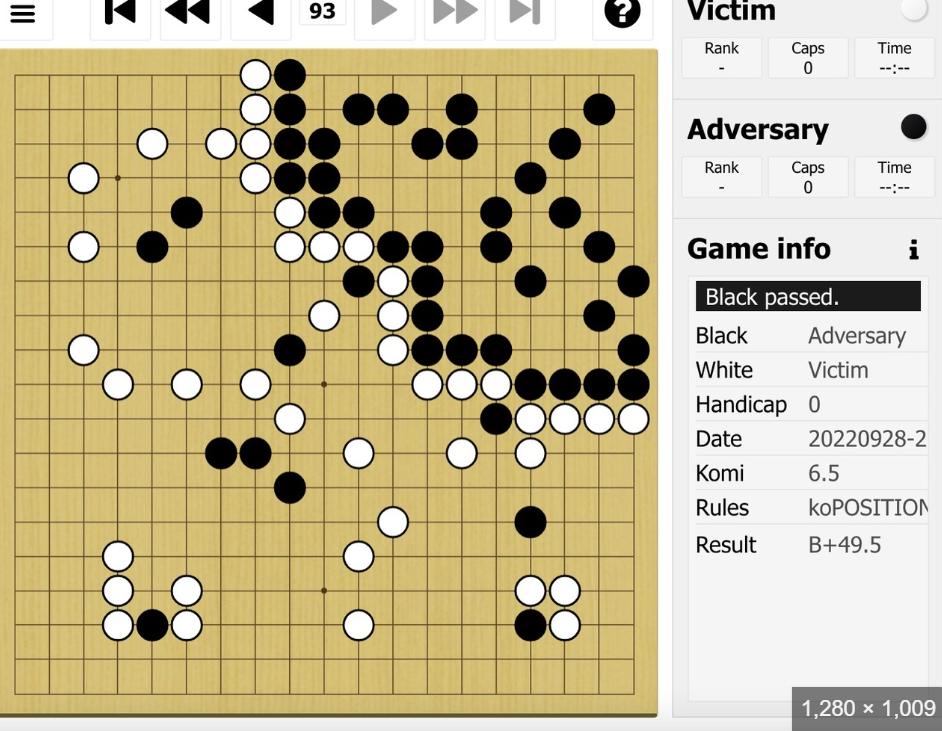 93
?
Victim
Rank Caps Time
- 0 --:--
Adversary
Rank Caps Time
- 0 --:--
Game info i
Black passed.
Black Adversary
White Victim
Handicap 0
Date 20220928-2
Komi 6.5
Rules koPOSITION
Result B+49.5
1,280 × 1,009